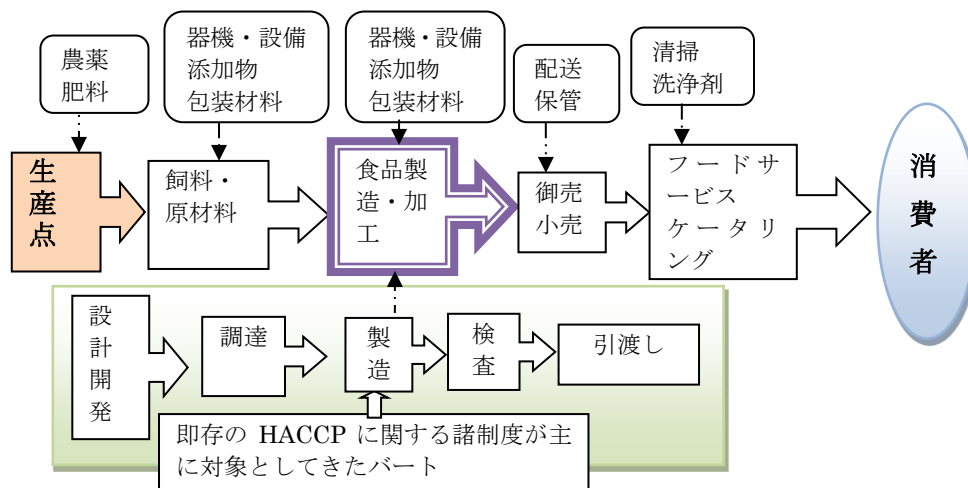 農薬
肥料
器機・設備
添加物
包装材料
器機・設備
添加物
包装材料
配送
保管
清掃
洗浄剤
生産点
飼料・
原材料
食品製
造・加
工
御売
小売
フードサ
ービス
ケータリ
ング
消費者
設計開発
調達
製造
検査
引渡し
即存の HACCP に関する諸制度が主
に対象としてきたバート